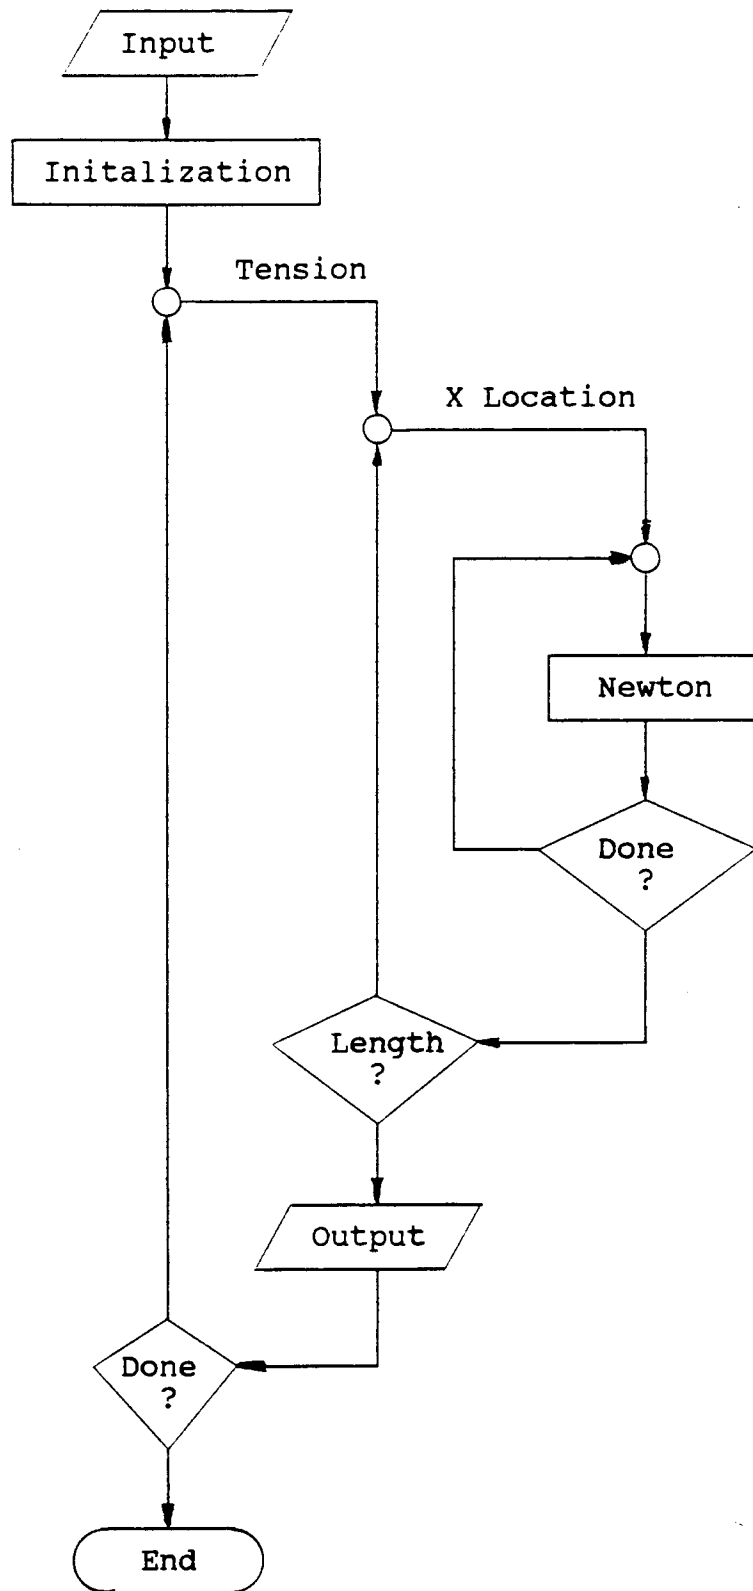 Input
Initalization
Tension
X Location
Newton
Done
?
Length
?
Output
Done
?
End